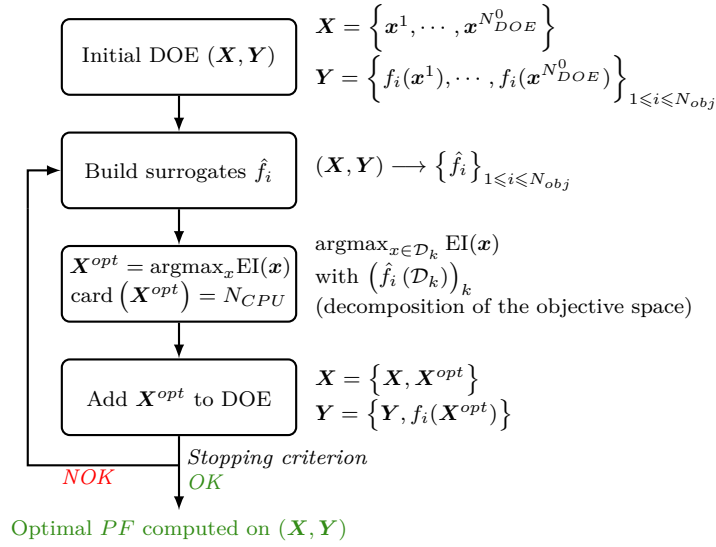 Initial DOE (X, Y)
X = {x^1, ⋯ , x^{N^0_{DOE}}}
Y = {f_i(x^1), ⋯ , f_i(x^{N^0_{DOE}})}_{1⩽i⩽N_{obj}}
Build surrogates f̂_i
(X, Y) ⟶ {f̂_i}_{1⩽i⩽N_{obj}}
X^{opt} = argmax_x EI(x)
card (X^{opt}) = N_{CPU}
argmax_{x∈𝒟_k} EI(x)
with (f̂_i (𝒟_k))_k
(decomposition of the objective space)
Add X^{opt} to DOE
X = {X, X^{opt}}
Y = {Y, f_i(X^{opt})}
Stopping criterion
NOK
OK
Optimal PF computed on (X, Y)